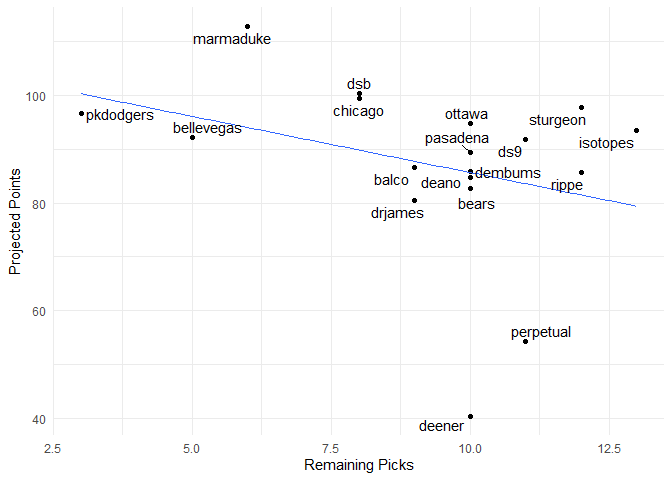 marmaduke
dsb
100
pkdodgers
chicago
ottawa
sturgeon
bellevegas
pasadena
ds9
isotopes
balco
deano
dembums
rippe
80
drjames
bears
Projected Points
60
perpetual
40
deener
2.5
5.0
7.5
10.0
12.5
Remaining Picks